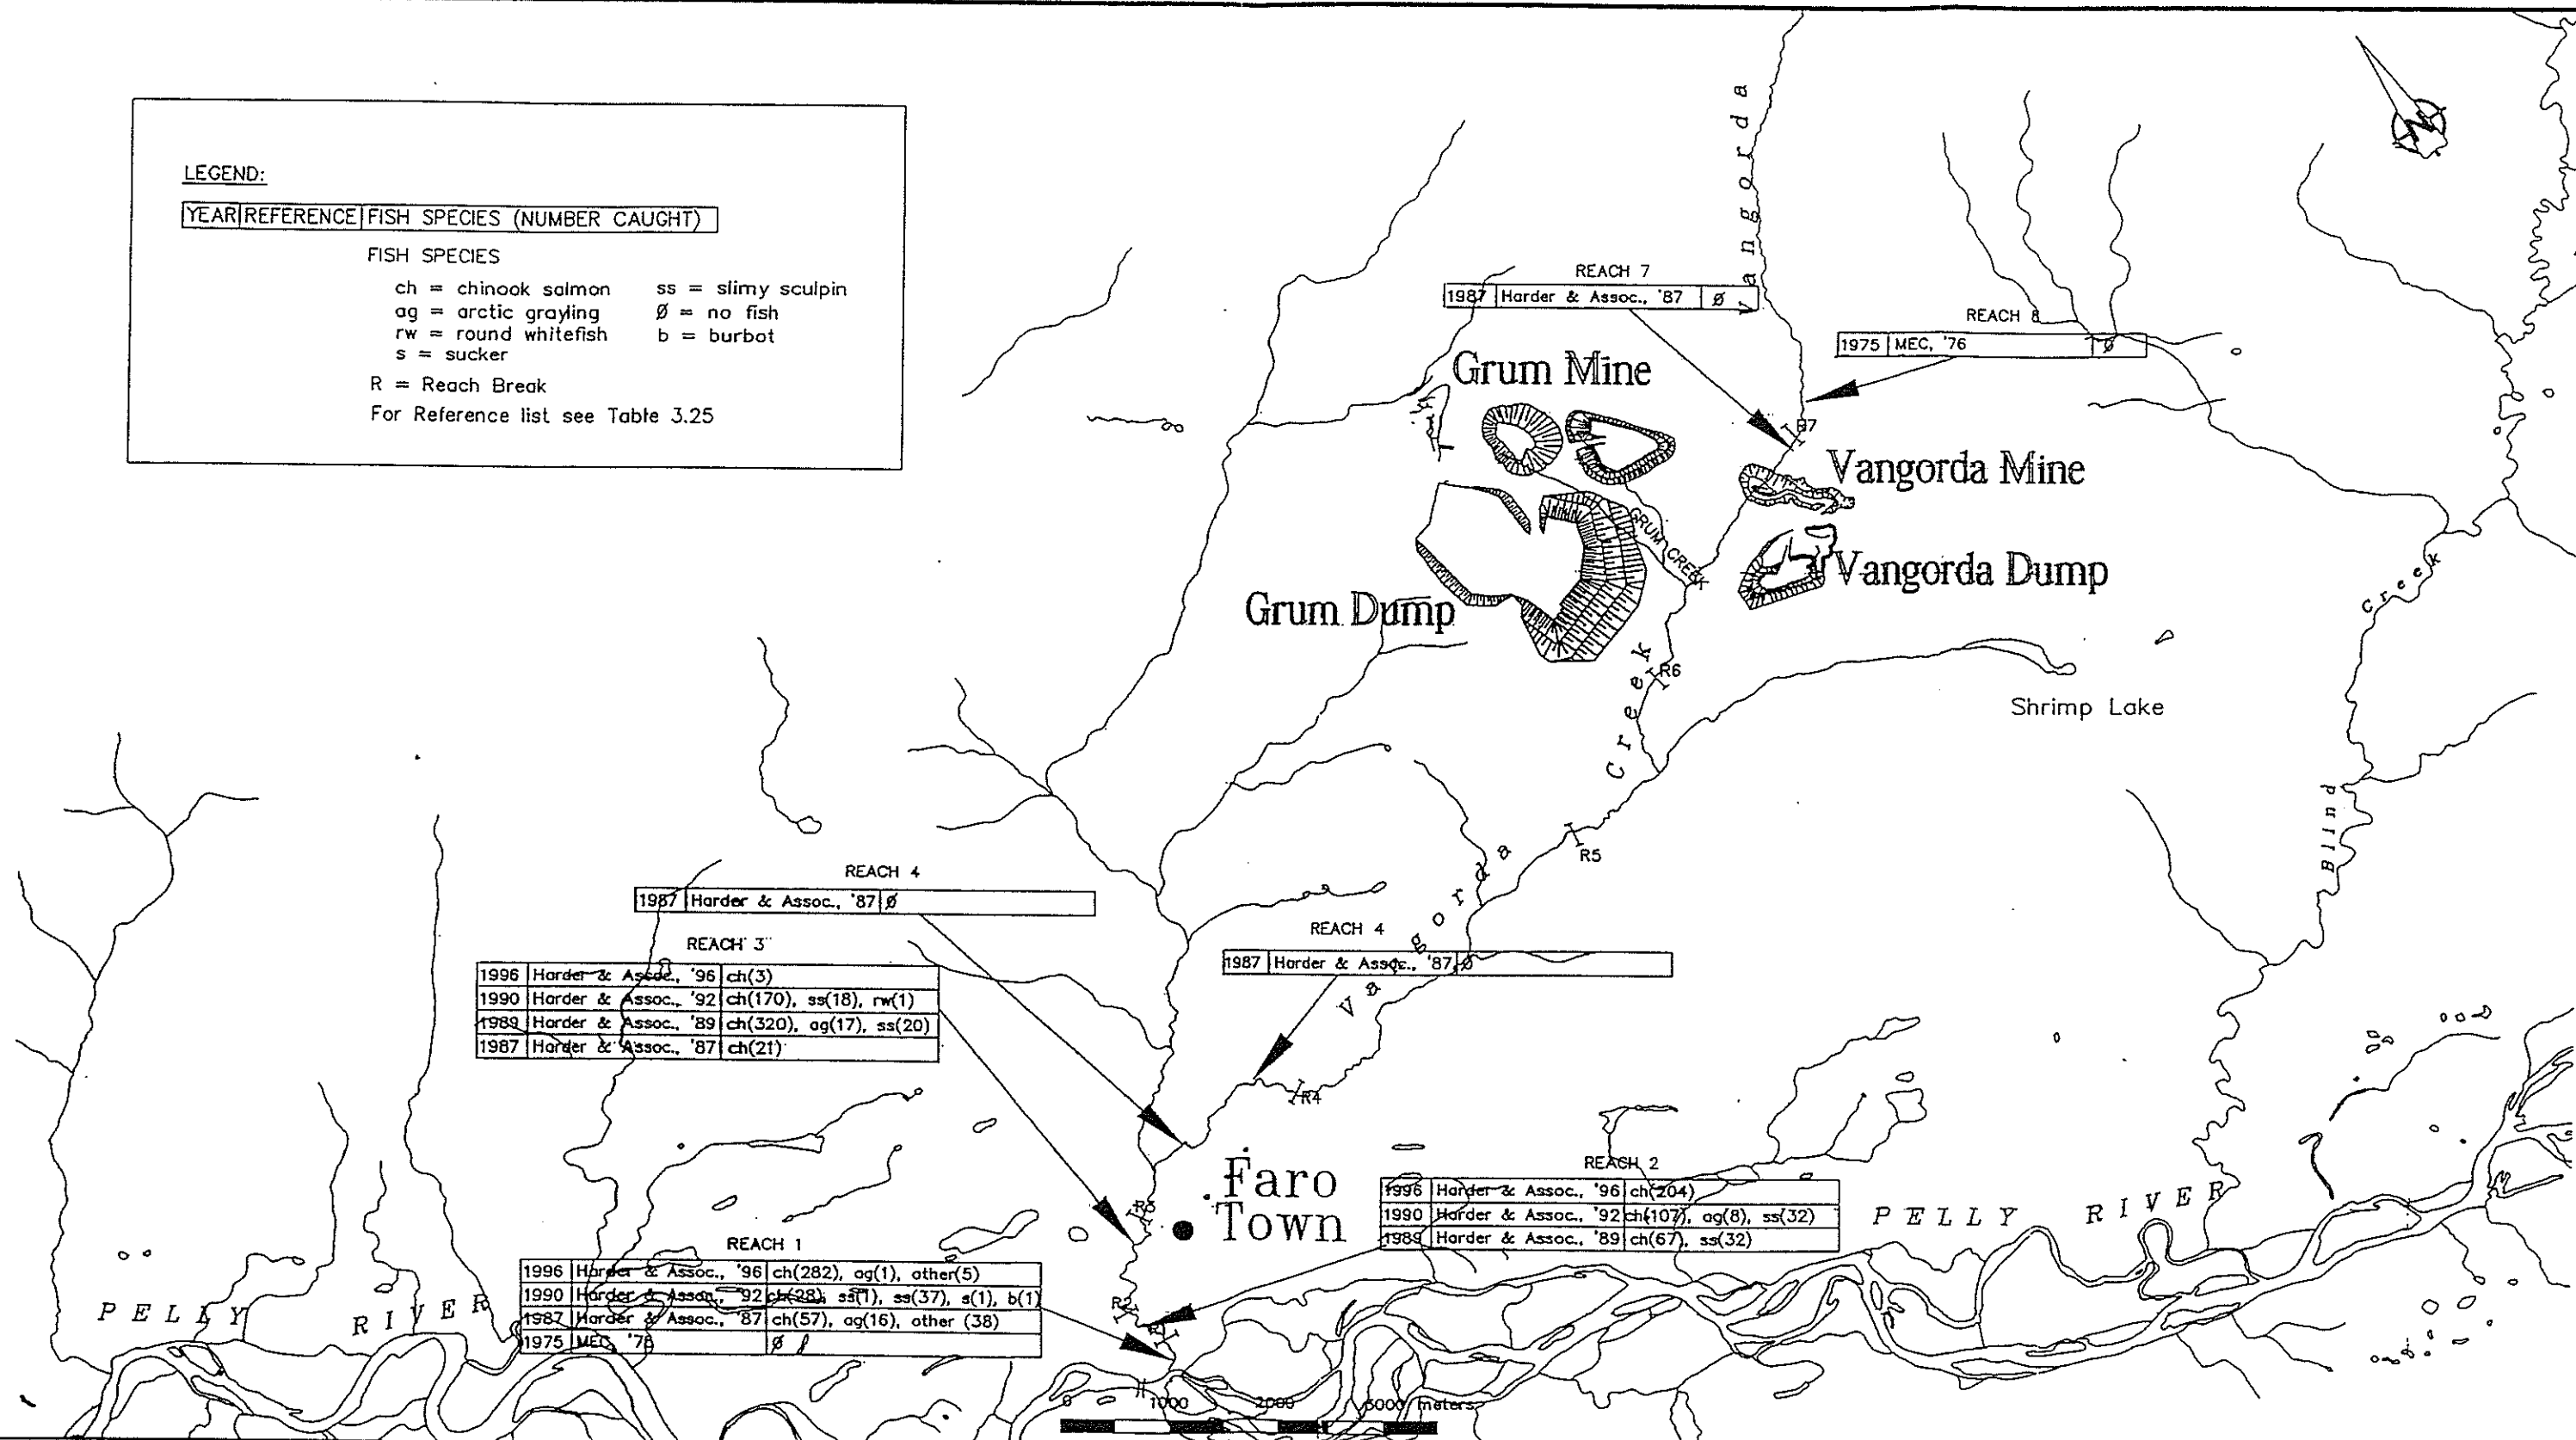 LEGEND:
YEAR REFERENCE FISH SPECIES (NUMBER CAUGHT)
FISH SPECIES
ch = chinook salmon ss = slimy sculpin
ag = arctic grayling Ø = no fish
rw = round whitefish b = burbot
s = sucker
R = Reach Break
For Reference list see Table 3.25
Vangorda
REACH 7
1987 Harder & Assoc., '87 Ø
REACH 8
1975 MEC, '76 Ø
Grum Mine
R7
Vangorda Mine
GRUM CREEK
Vangorda Dump
Grum Dump
Creek
R6
Shrimp Lake
Creek
Blind
R5
Vangorda
REACH 4
1987 Harder & Assoc., '87 Ø
REACH 3
1996 Harder & Assoc., '96 ch(3)
1990 Harder & Assoc., '92 ch(170), ss(18), rw(1)
1989 Harder & Assoc., '89 ch(320), ag(17), ss(20)
1987 Harder & Assoc., '87 ch(21)
REACH 4
1987 Harder & Assoc., '87 Ø
R4
Faro
Town
R3
REACH 2
1996 Harder & Assoc., '96 ch(204)
1990 Harder & Assoc., '92 ch(107), ag(8), ss(32)
1989 Harder & Assoc., '89 ch(67), ss(32)
PELLY RIVER
REACH 1
1996 Harder & Assoc., '96 ch(282), ag(1), other(5)
1990 Harder & Assoc., '92 ch(28), ss(1), ss(37), s(1), b(1)
1987 Harder & Assoc., '87 ch(57), ag(16), other (38)
1975 MEC, '76 Ø
R2
PELLY RIVER
0 1000 2000 5000 meters